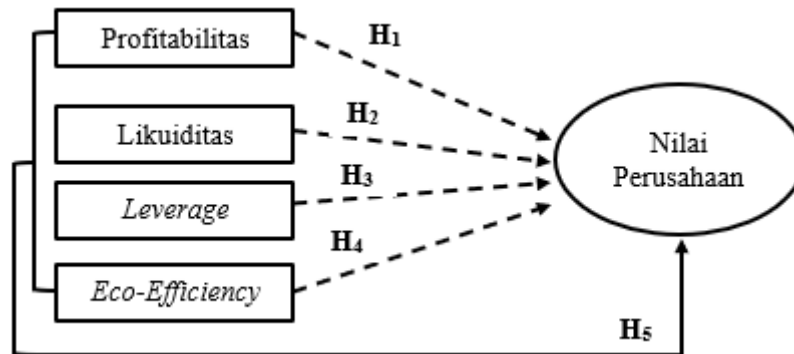 Profitabilitas
H1
Likuiditas
H2
Leverage
H3
Eco-Efficiency
H4
Nilai
Perusahaan
H5